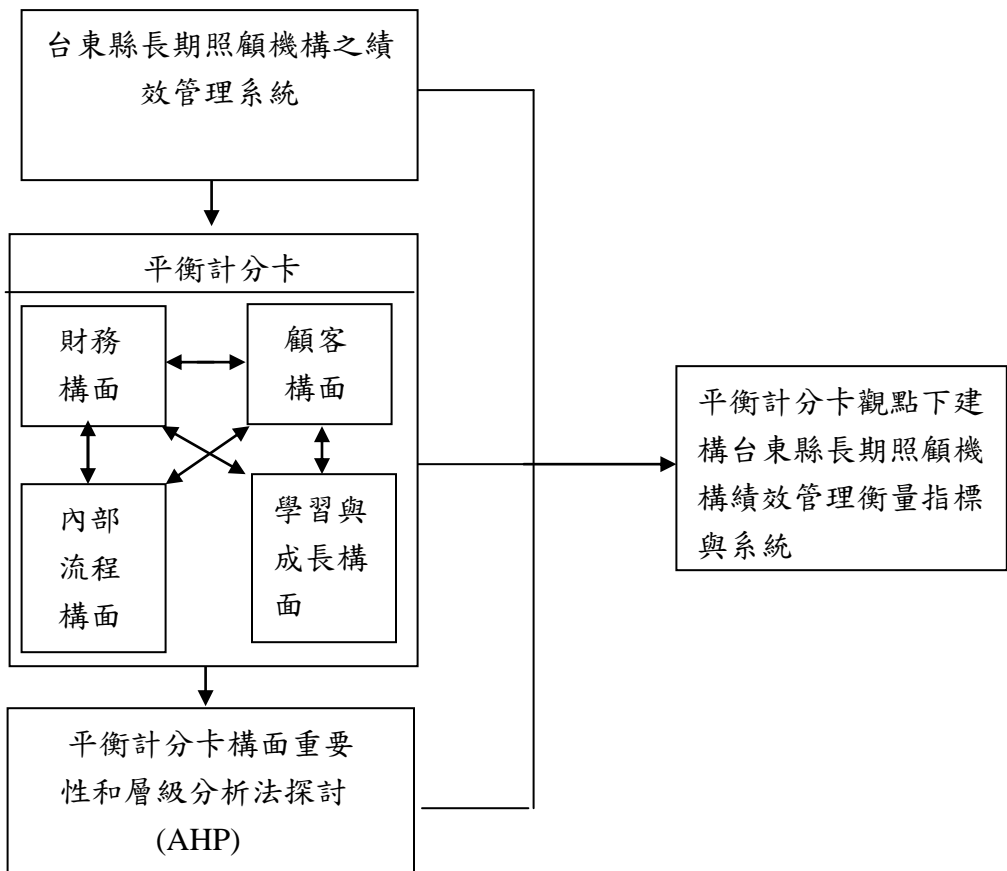 台東縣長期照顧機構之績
效管理系統
平衡計分卡
財務
構面
顧客
構面
內部
流程
構面
學習與
成長構
面
平衡計分卡構面重要
性和層級分析法探討
(AHP)
平衡計分卡觀點下建
構台東縣長期照顧機
構績效管理衡量指標
與系統